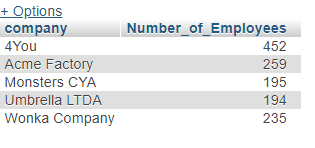 + Options
company Number_of_Employees
4You 452
Acme Factory 259
Monsters CYA 195
Umbrella LTDA 194
Wonka Company 235